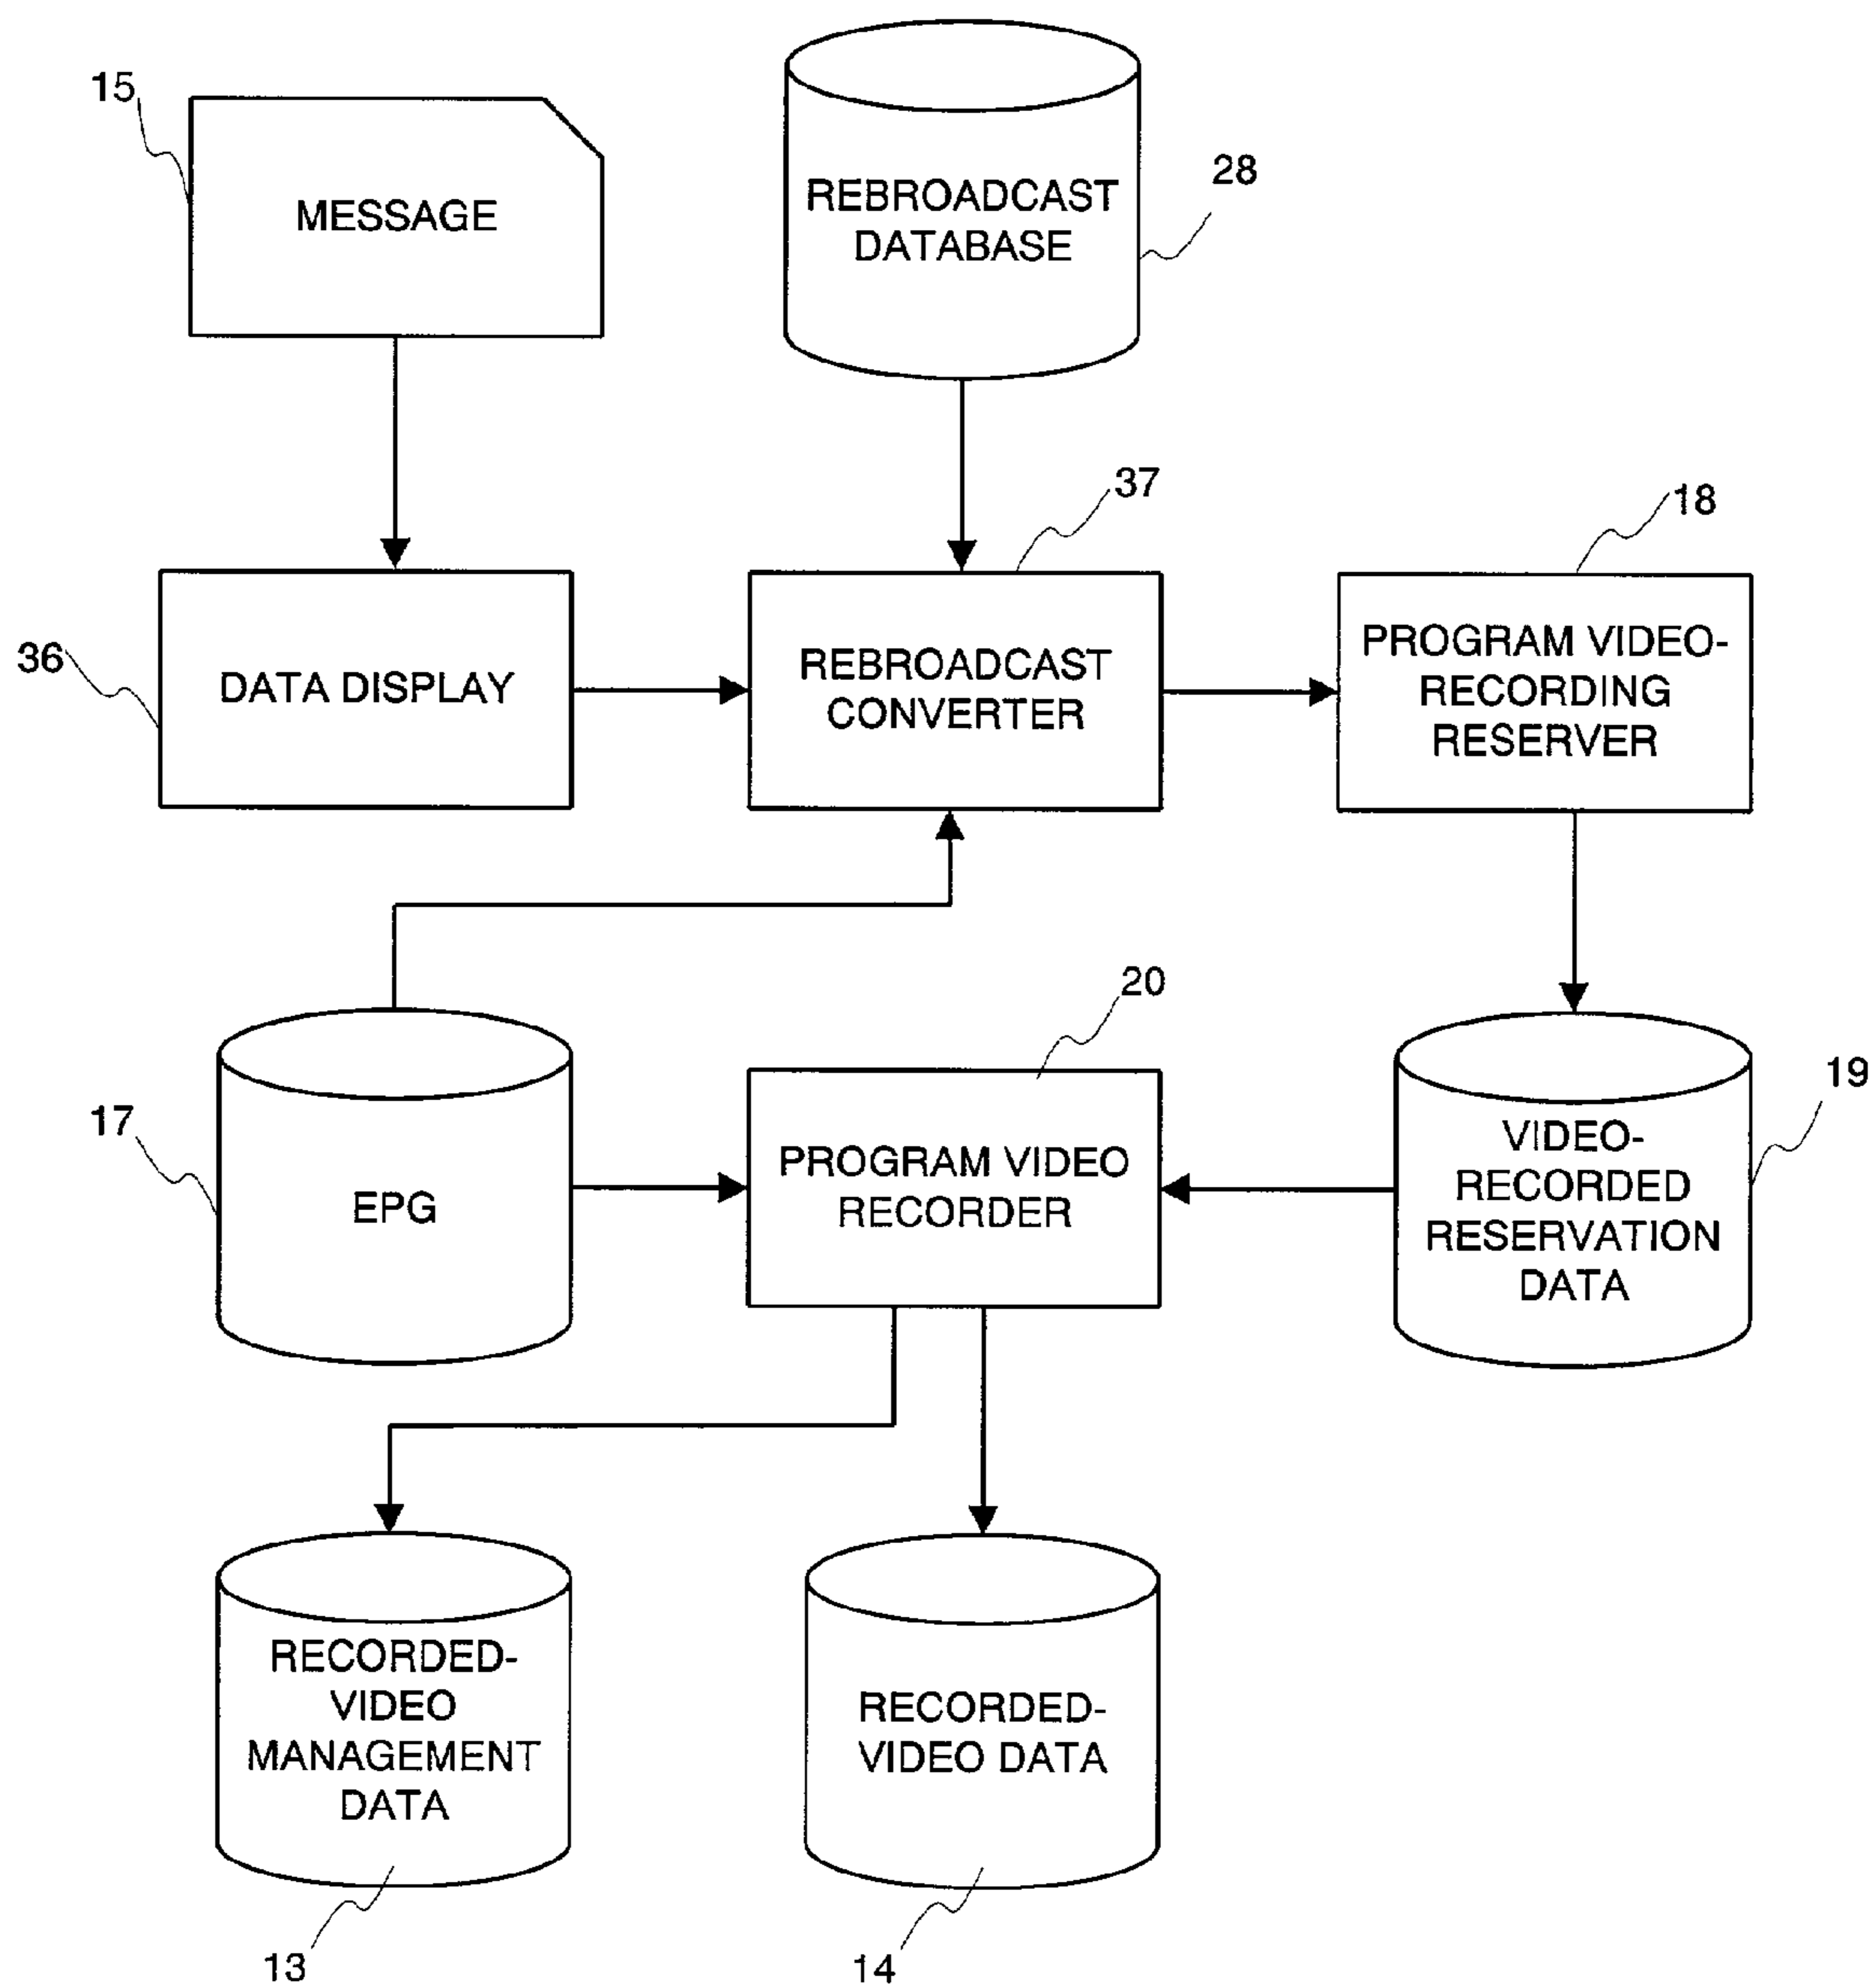 15
MESSAGE
REBROADCAST
DATABASE
28
36
DATA DISPLAY
37
REBROADCAST
CONVERTER
18
PROGRAM VIDEO-
RECORDING
RESERVER
17
EPG
20
PROGRAM VIDEO
RECORDER
19
VIDEO-
RECORDED
RESERVATION
DATA
RECORDED-
VIDEO
MANAGEMENT
DATA
13
RECORDED-
VIDEO DATA
14